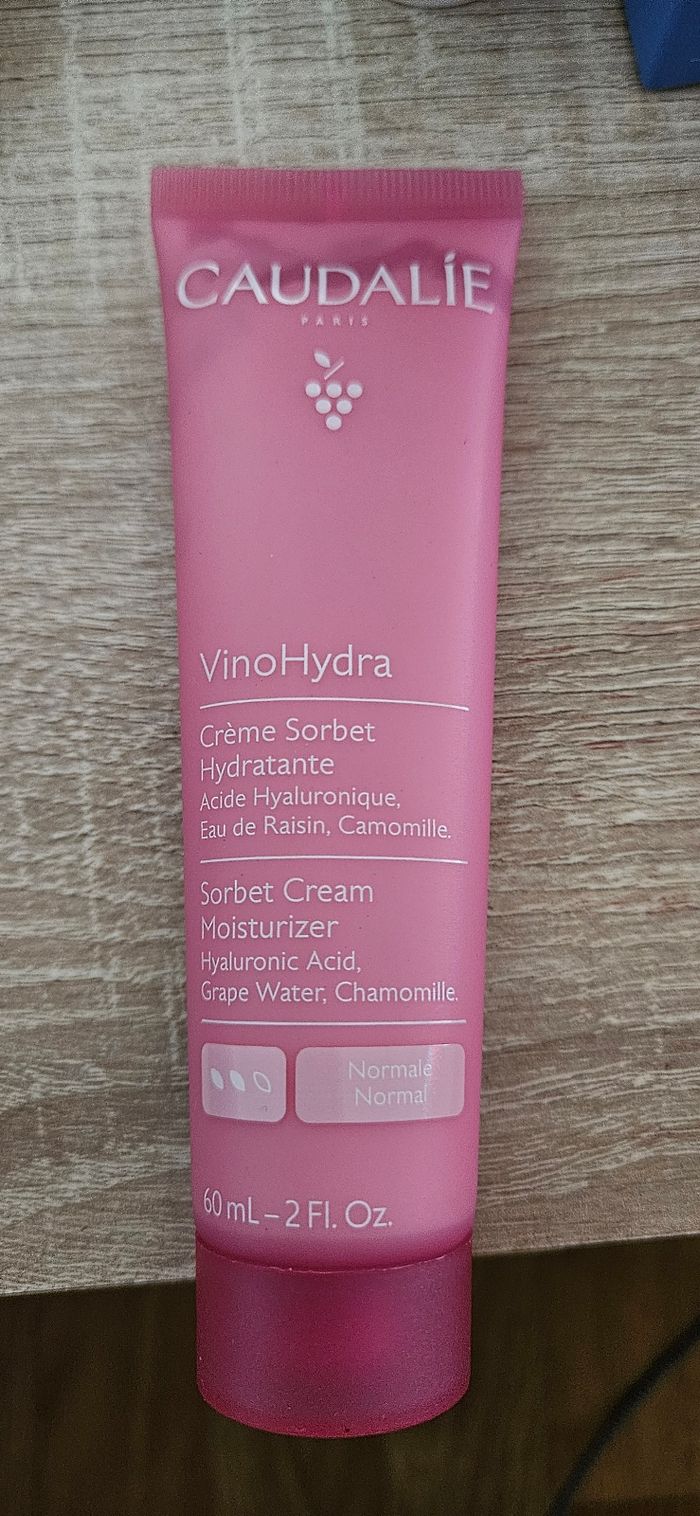 CAUDALÍE
PARIS
VinoHydra
Crème Sorbet
Hydratante
Acide Hyaluronique,
Eau de Raisin, Camomille.
Sorbet Cream
Moisturizer
Hyaluronic Acid,
Grape Water, Chamomille.
Normale
Normal
60 mL – 2 Fl. Oz.